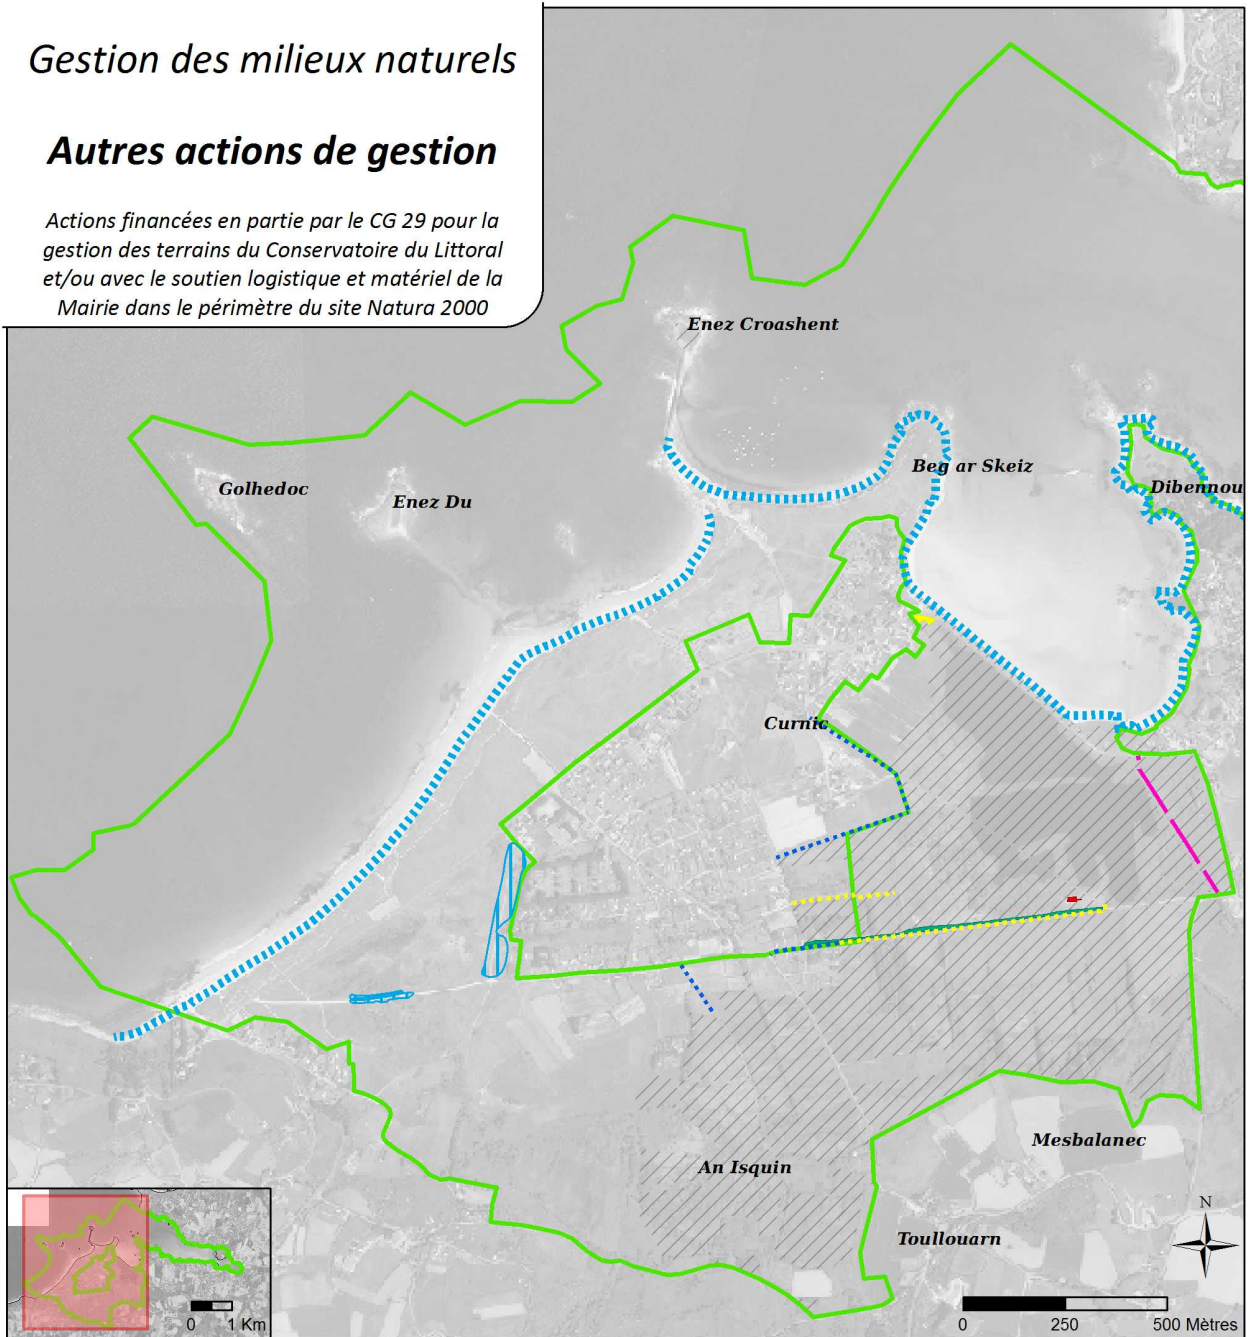 Gestion des milieux naturels
Autres actions de gestion
Actions financées en partie par le CG 29 pour la
gestion des terrains du Conservatoire du Littoral
et/ou avec le soutien logistique et matériel de la
Mairie dans le périmètre du site Natura 2000
Enez Croashent
Beg ar Skeiz
Golhedoc
Enez Du
Dibennou
Curnic
Mesbalanec
An Isquin
Toullouarn
N
0 1 Km
0 250 500 Mètres